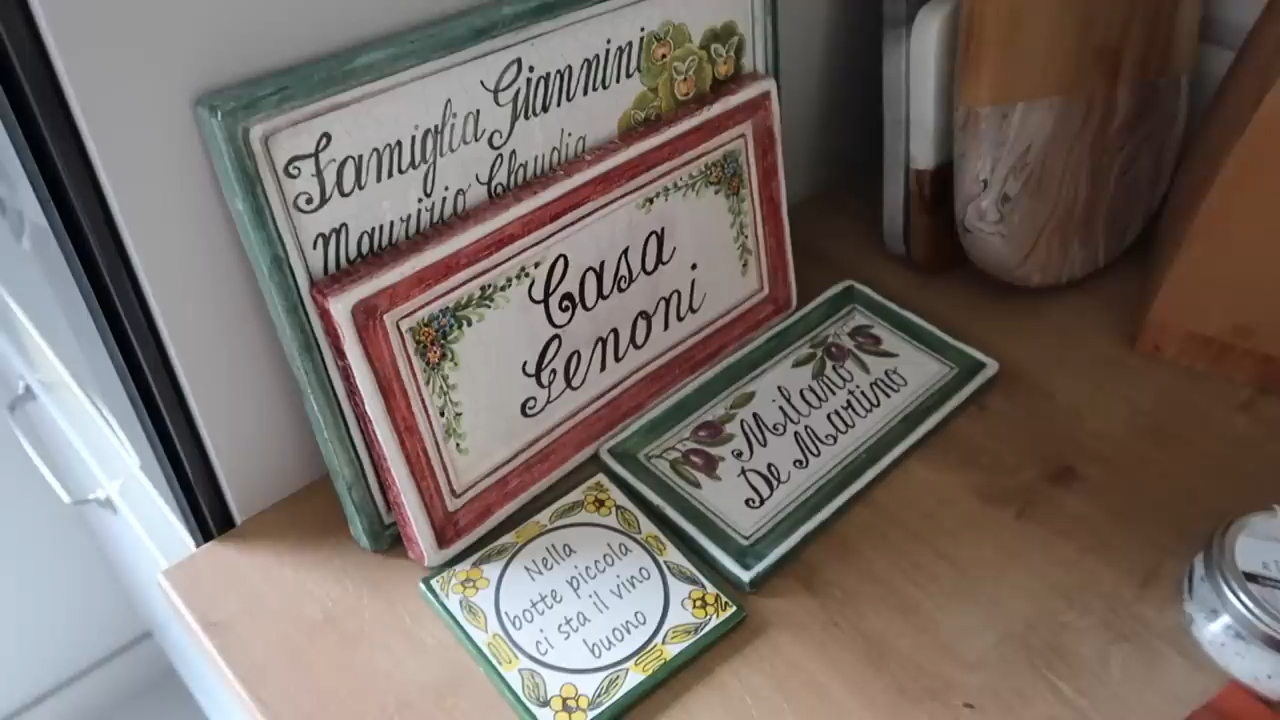 Famiglia Giannini
Maurizio Claudia
Casa
Genoni
Milano
De Martino
Nella
botte piccola
ci sta il vino
buono